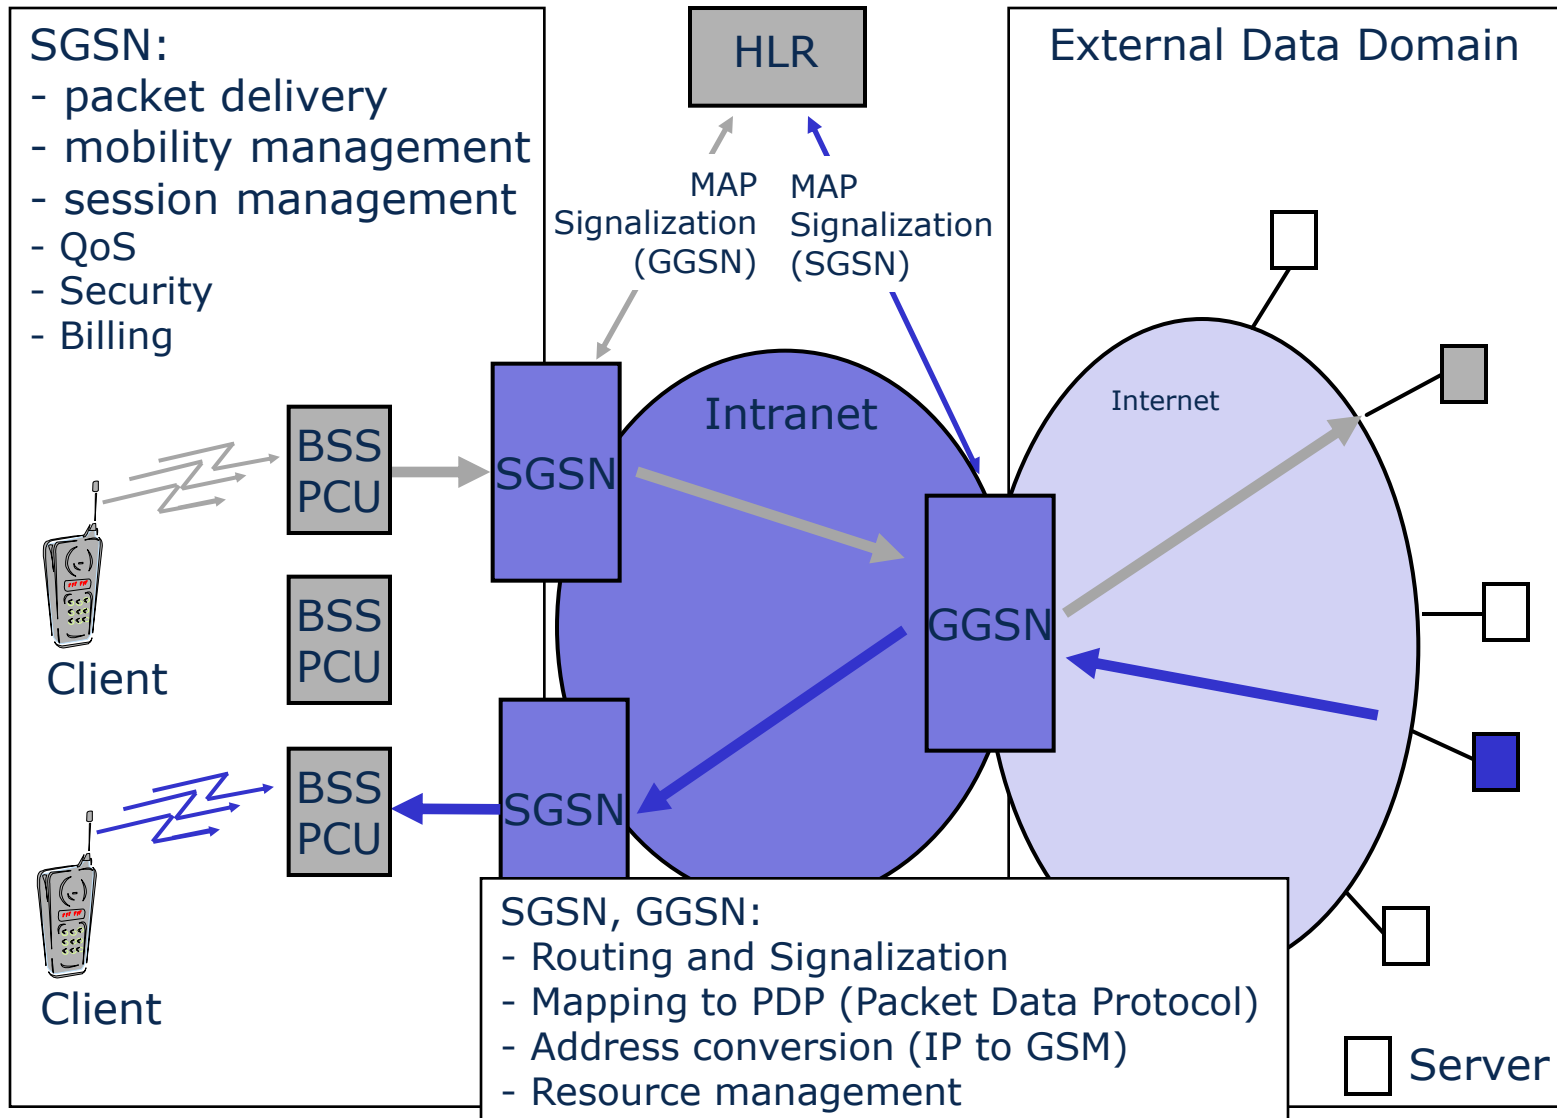 SGSN:
- packet delivery
- mobility management
- session management
- QoS
- Security
- Billing
HLR
External Data Domain
MAP
Signalization
(GGSN)
MAP
Signalization
(SGSN)
Intranet
Internet
BSS
PCU
SGSN
BSS
PCU
GGSN
Client
BSS
PCU
SGSN
Client
SGSN, GGSN:
- Routing and Signalization
- Mapping to PDP (Packet Data Protocol)
- Address conversion (IP to GSM)
- Resource management
Server